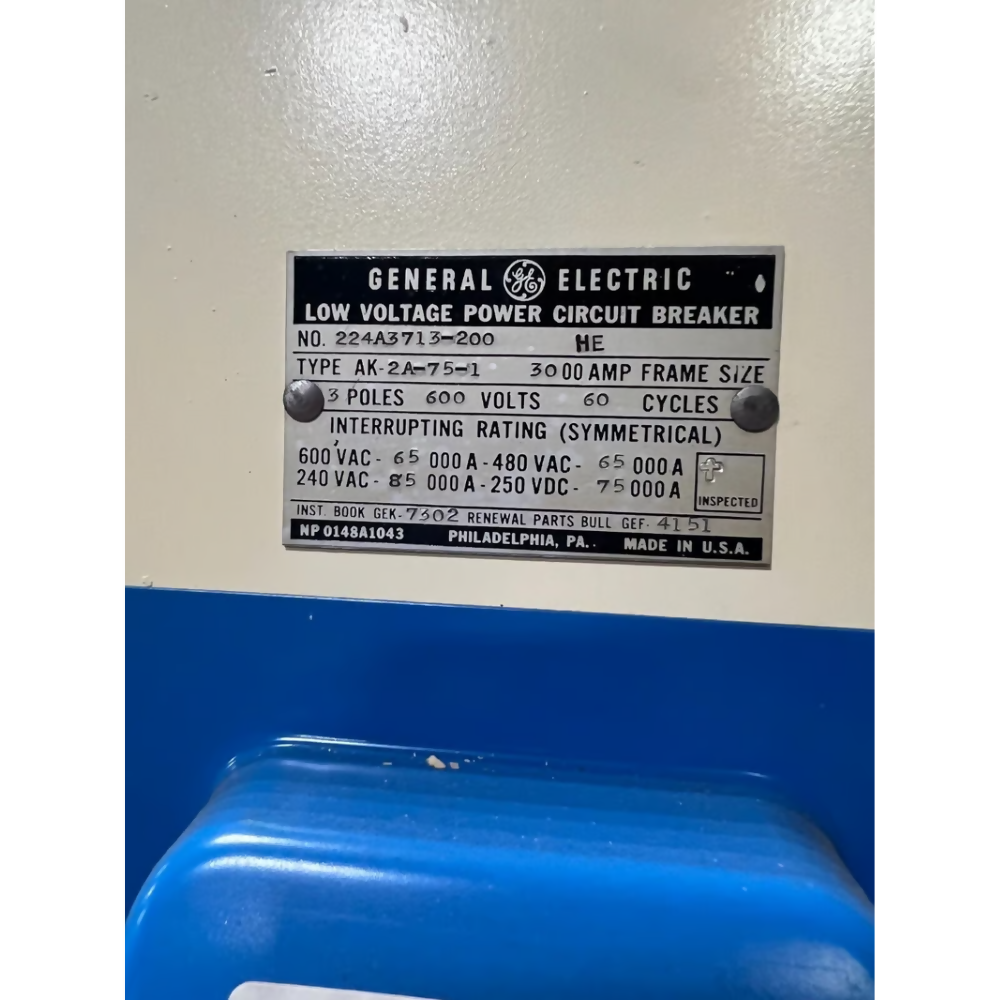 GENERAL GE ELECTRIC
LOW VOLTAGE POWER CIRCUIT BREAKER
NO. 224A3713-200 HE
TYPE AK-2A-75-1 3000 AMP FRAME SIZE
3 POLES 600 VOLTS 60 CYCLES
INTERRUPTING RATING (SYMMETRICAL)
600 VAC- 65 000 A - 480 VAC- 65 000 A
240 VAC- 85 000 A - 250 VDC- 75 000 A
INSPECTED
INST. BOOK GEK-7302 RENEWAL PARTS BULL GEF- 4151
NP 0148A1043 PHILADELPHIA, PA. MADE IN U.S.A.